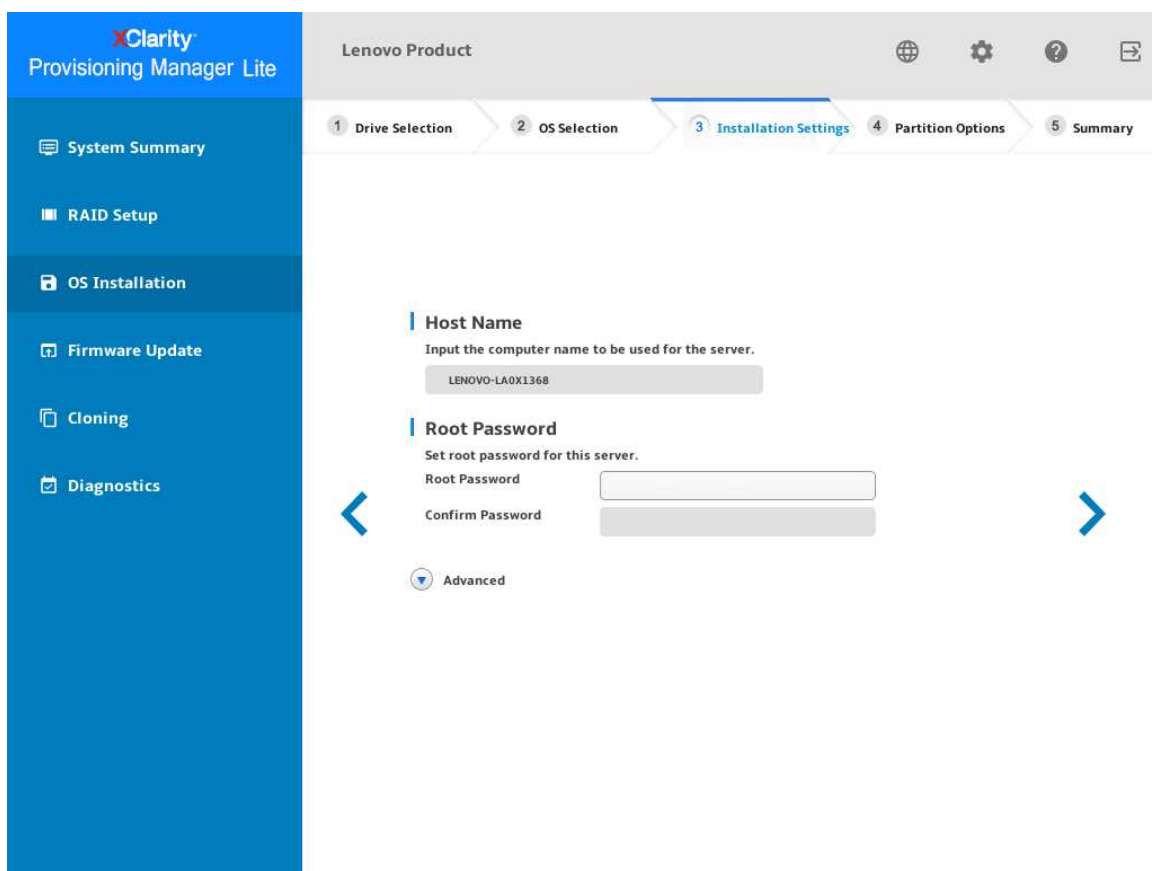 xClarity
Provisioning Manager Lite
Lenovo Product
System Summary
RAID Setup
OS Installation
Firmware Update
Cloning
Diagnostics
1 Drive Selection
2 OS Selection
3 Installation Settings
4 Partition Options
5 Summary
Host Name
Input the computer name to be used for the server.
LENOVO-LA0X1368
Root Password
Set root password for this server.
Root Password
Confirm Password
Advanced